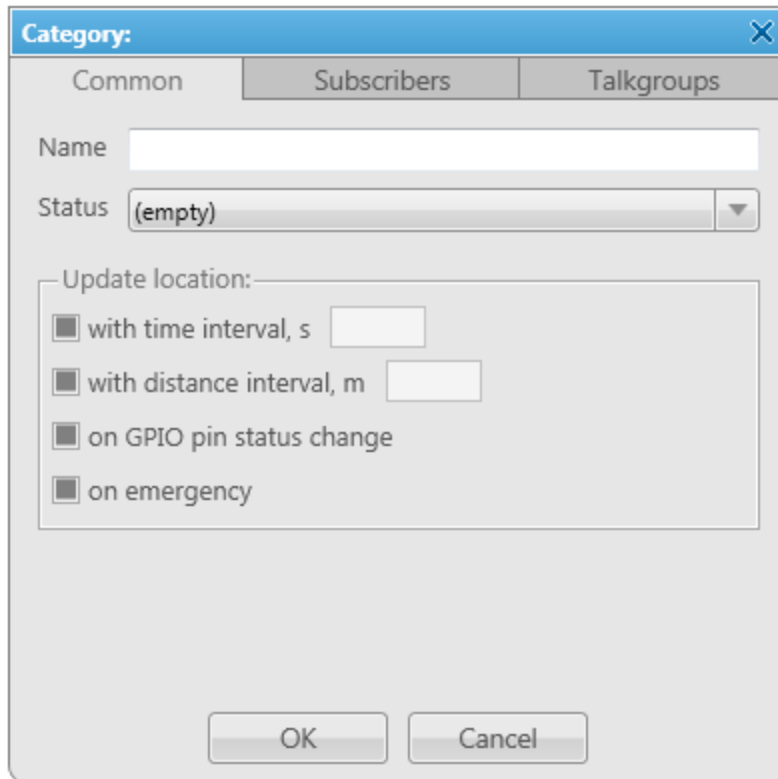 Category:
Common Subscribers Talkgroups
Name
Status (empty)
Update location:
with time interval, s
with distance interval, m
on GPIO pin status change
on emergency
OK Cancel